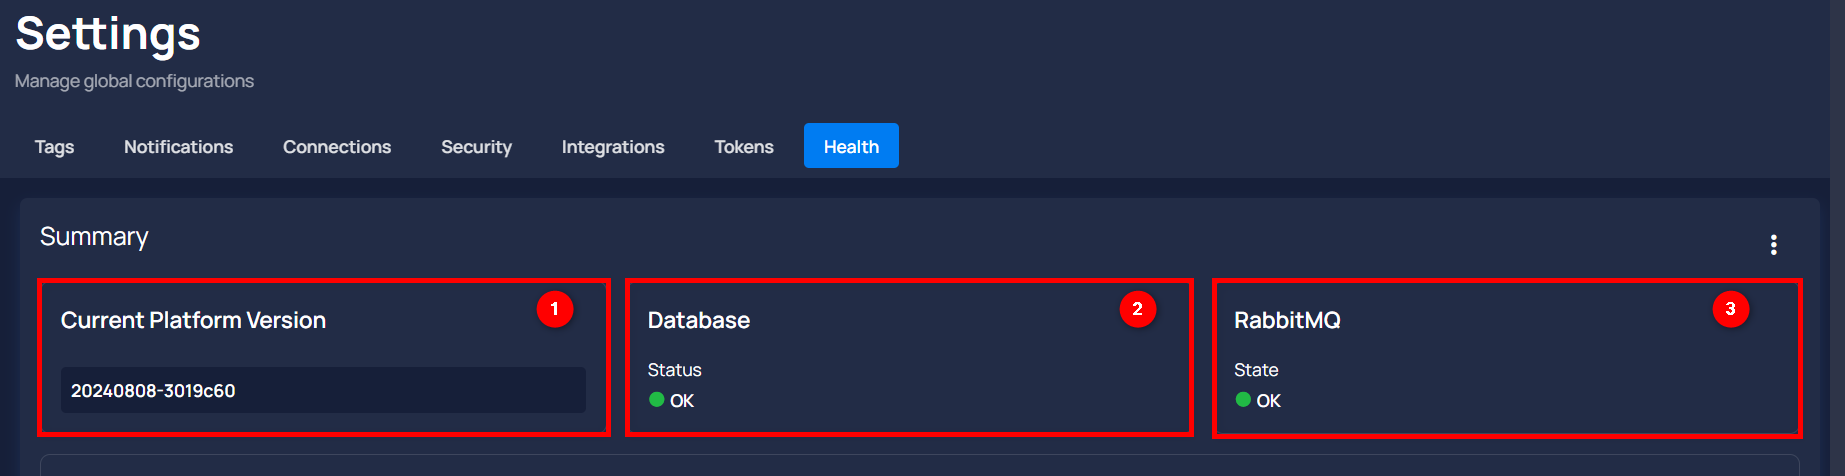 Settings
Manage global configurations
Tags Notifications Connections Security Integrations Tokens Health
Summary
Current Platform Version 1
20240808-3019c60
Database 2
Status
OK
RabbitMQ 3
State
OK